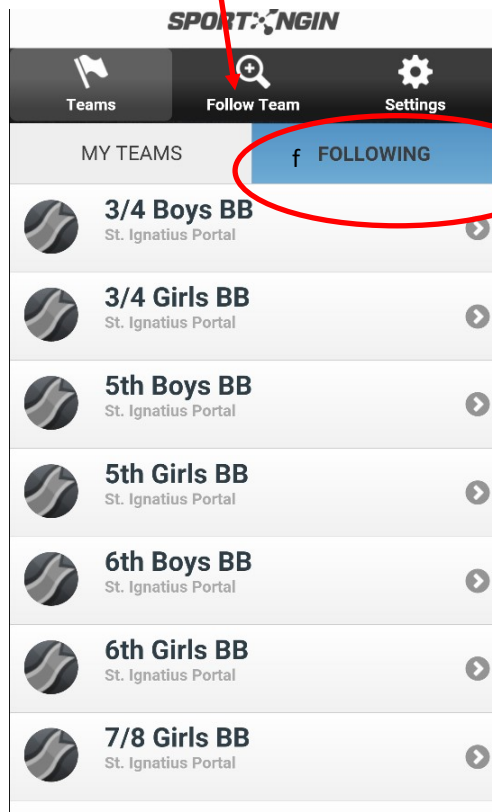 SPORT NGIN
Teams Follow Team Settings
MY TEAMS f FOLLOWING
3/4 Boys BB
St. Ignatius Portal
3/4 Girls BB
St. Ignatius Portal
5th Boys BB
St. Ignatius Portal
5th Girls BB
St. Ignatius Portal
6th Boys BB
St. Ignatius Portal
6th Girls BB
St. Ignatius Portal
7/8 Girls BB
St. Ignatius Portal